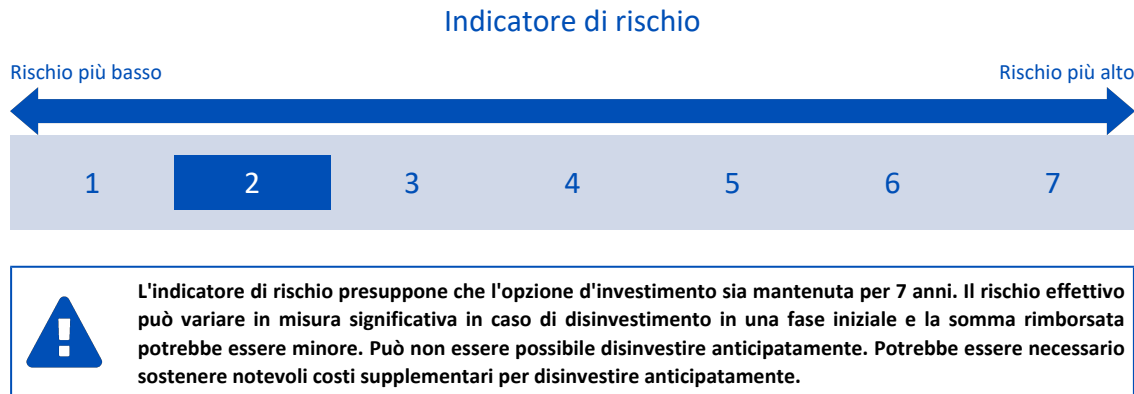 Indicatore di rischio
Rischio più basso
Rischio più alto
1 2 3 4 5 6 7
L'indicatore di rischio presuppone che l'opzione d'investimento sia mantenuta per 7 anni. Il rischio effettivo
può variare in misura significativa in caso di disinvestimento in una fase iniziale e la somma rimborsata
potrebbe essere minore. Può non essere possibile disinvestire anticipatamente. Potrebbe essere necessario
sostenere notevoli costi supplementari per disinvestire anticipatamente.